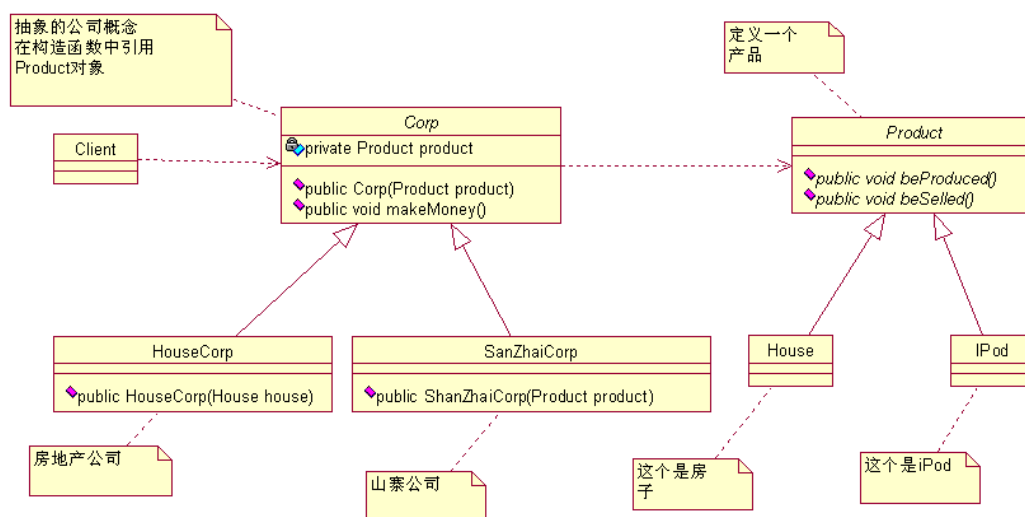 抽象的公司概念
在构造函数中引用
Product对象
定义一个
产品
Client
Corp
private Product product
public Corp(Product product)
public void makeMoney()
Product
public void beProduced()
public void beSelled()
HouseCorp
public HouseCorp(House house)
SanZhaiCorp
public ShanZhaiCorp(Product product)
House
IPod
房地产公司
山寨公司
这个是房
子
这个是iPod